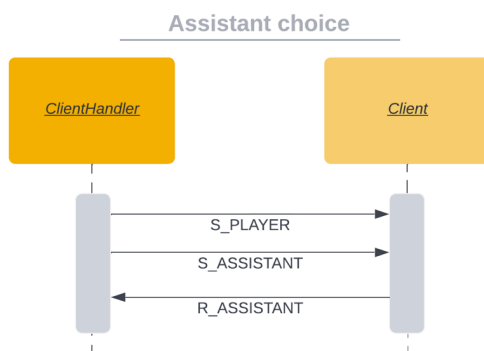 Assistant choice
ClientHandler
Client
S_PLAYER
S_ASSISTANT
R_ASSISTANT